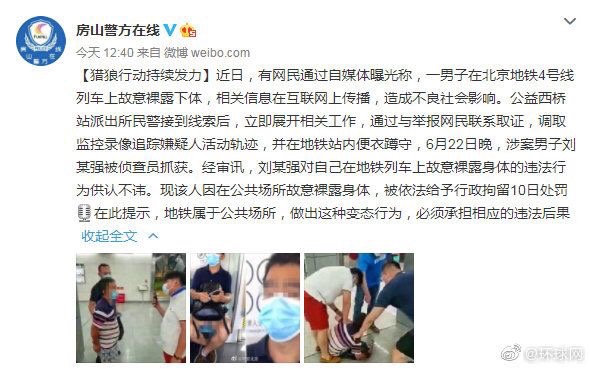 房山警方在线
今天 12:40 来自 微博 weibo.com
【猎狼行动持续发力】近日，有网民通过自媒体曝光称，一男子在北京地铁4号线
列车上故意裸露下体，相关信息在互联网上传播，造成不良社会影响。公益西桥
站派出所民警接到线索后，立即展开相关工作，通过与举报网民联系取证，调取
监控录像追踪嫌疑人活动轨迹，并在地铁站内便衣蹲守，6月22日晚，涉案男子刘
某强被侦查员抓获。经审讯，刘某强对自己在地铁列车上故意裸露身体的违法行
为供认不讳。现该人因在公共场所故意裸露身体，被依法给予行政拘留10日处罚
在此提示，地铁属于公共场所，做出这种变态行为，必须承担相应的违法后果
收起全文
@环球网